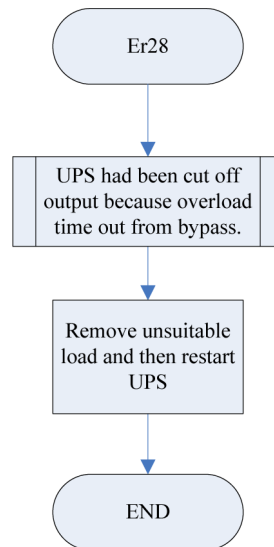 Er28
UPS had been cut off
output because overload
time out from bypass.
Remove unsuitable
load and then restart
UPS
END